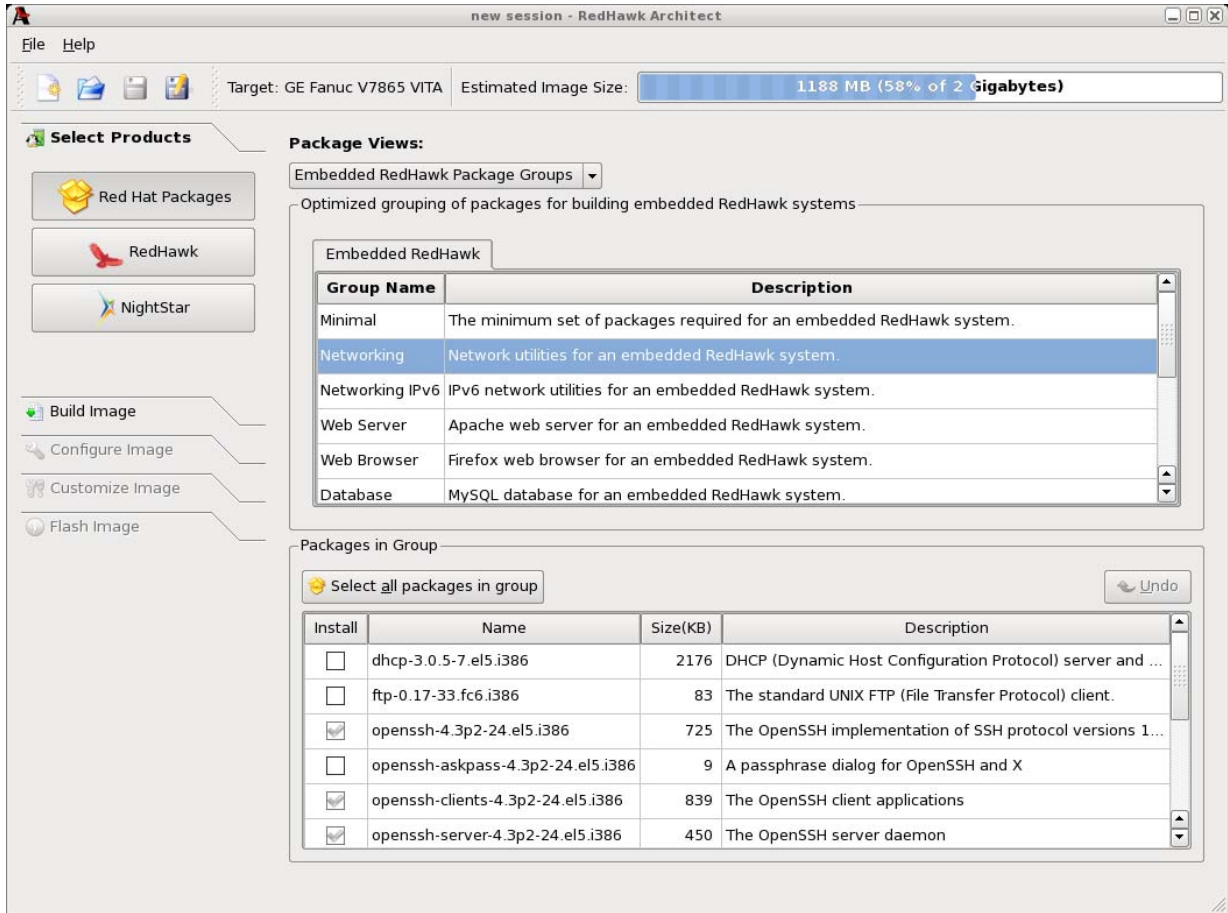 new session - RedHawk Architect
File Help
Target: GE Fanuc V7865 VITA Estimated Image Size: 1188 MB (58% of 2 Gigabytes)
Select Products
Red Hat Packages
RedHawk
NightStar
Build Image
Configure Image
Customize Image
Flash Image
Package Views:
Embedded RedHawk Package Groups
Optimized grouping of packages for building embedded RedHawk systems
Embedded RedHawk
Group Name Description
Minimal The minimum set of packages required for an embedded RedHawk system.
Networking Network utilities for an embedded RedHawk system.
Networking IPv6 IPv6 network utilities for an embedded RedHawk system.
Web Server Apache web server for an embedded RedHawk system.
Web Browser Firefox web browser for an embedded RedHawk system.
Database MySQL database for an embedded RedHawk system.
Packages in Group
Select all packages in group Undo
Install Name Size(KB) Description
dhcp-3.0.5-7.el5.i386 2176 DHCP (Dynamic Host Configuration Protocol) server and ...
ftp-0.17-33.fc6.i386 83 The standard UNIX FTP (File Transfer Protocol) client.
openssh-4.3p2-24.el5.i386 725 The OpenSSH implementation of SSH protocol versions 1...
openssh-askpass-4.3p2-24.el5.i386 9 A passphrase dialog for OpenSSH and X
openssh-clients-4.3p2-24.el5.i386 839 The OpenSSH client applications
openssh-server-4.3p2-24.el5.i386 450 The OpenSSH server daemon